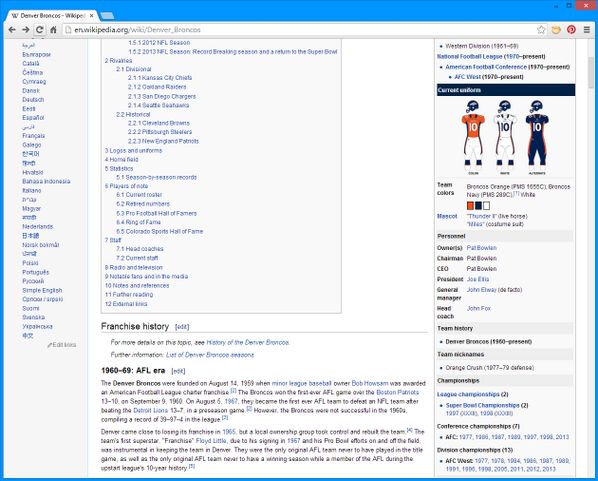 Denver Broncos - Wikiped
en.wikipedia.org/wiki/Denver_Broncos
العربية
Български
Català
Čeština
Cymraeg
Dansk
Deutsch
Eesti
Español
فارسی
Français
Galego
한국어
हिन्दी
Hrvatski
Bahasa Indonesia
Italiano
עברית
Magyar
मराठी
Nederlands
日本語
Norsk bokmål
Polski
Português
Русский
Simple English
Српски / srpski
Suomi
Svenska
Українська
中文
Edit links
1.5.1 2012 NFL Season
1.5.2 2013 NFL Season: Record Breaking season and a return to the Super Bowl
2 Rivalries
2.1 Divisional
2.1.1 Kansas City Chiefs
2.1.2 Oakland Raiders
2.1.3 San Diego Chargers
2.1.4 Seattle Seahawks
2.2 Historical
2.2.1 Cleveland Browns
2.2.2 Pittsburgh Steelers
2.2.3 New England Patriots
3 Logos and uniforms
4 Home field
5 Statistics
5.1 Season-by-season records
6 Players of note
6.1 Current roster
6.2 Retired numbers
6.3 Pro Football Hall of Famers
6.4 Ring of Fame
6.5 Colorado Sports Hall of Fame
7 Staff
7.1 Head coaches
7.2 Current staff
8 Radio and television
9 Notable fans and in the media
10 Notes and references
11 Further reading
12 External links
Franchise history [edit]
For more details on this topic, see History of the Denver Broncos.
Further information: List of Denver Broncos seasons
1960–69: AFL era [edit]
The Denver Broncos were founded on August 14, 1959 when minor league baseball owner Bob Howsam was awarded
an American Football League charter franchise.[2] The Broncos won the first-ever AFL game over the Boston Patriots
13–10, on September 9, 1960. On August 5, 1967, they became the first ever AFL team to defeat an NFL team after
beating the Detroit Lions 13–7, in a preseason game.[2] However, the Broncos were not successful in the 1960s,
compiling a record of 39–97–4 in the league.[3]
Denver came close to losing its franchise in 1965, but a local ownership group took control and rebuilt the team.[4] The
team's first superstar, "Franchise" Floyd Little, due to his signing in 1967 and his Pro Bowl efforts on and off the field,
was instrumental in keeping the team in Denver. They were the only original AFL team never to have played in the title
game, as well as the only original AFL team never to have a winning season while a member of the AFL during the
upstart league's 10-year history.[5]
Western Division (1961–69)
National Football League (1970–present)
American Football Conference (1970–present)
AFC West (1970–present)
Current uniform
10 10 10
COLOR WHITE ALTERNATE
Team colors Broncos Orange (PMS 1655C), Broncos Navy (PMS 289C),[1] White
Mascot "Thunder II" (live horse)
"Miles" (costume suit)
Personnel
Owner(s) Pat Bowlen
Chairman Pat Bowlen
CEO Pat Bowlen
President Joe Ellis
General manager John Elway (de facto)
Head coach John Fox
Team history
Denver Broncos (1960–present)
Team nicknames
Orange Crush (1977–79 defense)
Championships
League championships (2)
Super Bowl Championships (2)
1997 (XXXII), 1998 (XXXIII)
Conference championships (7)
AFC: 1977, 1986, 1987, 1989, 1997, 1998, 2013
Division championships (13)
AFC West: 1977, 1978, 1984, 1986, 1987, 1989, 1991, 1996, 1998, 2005, 2011, 2012, 2013